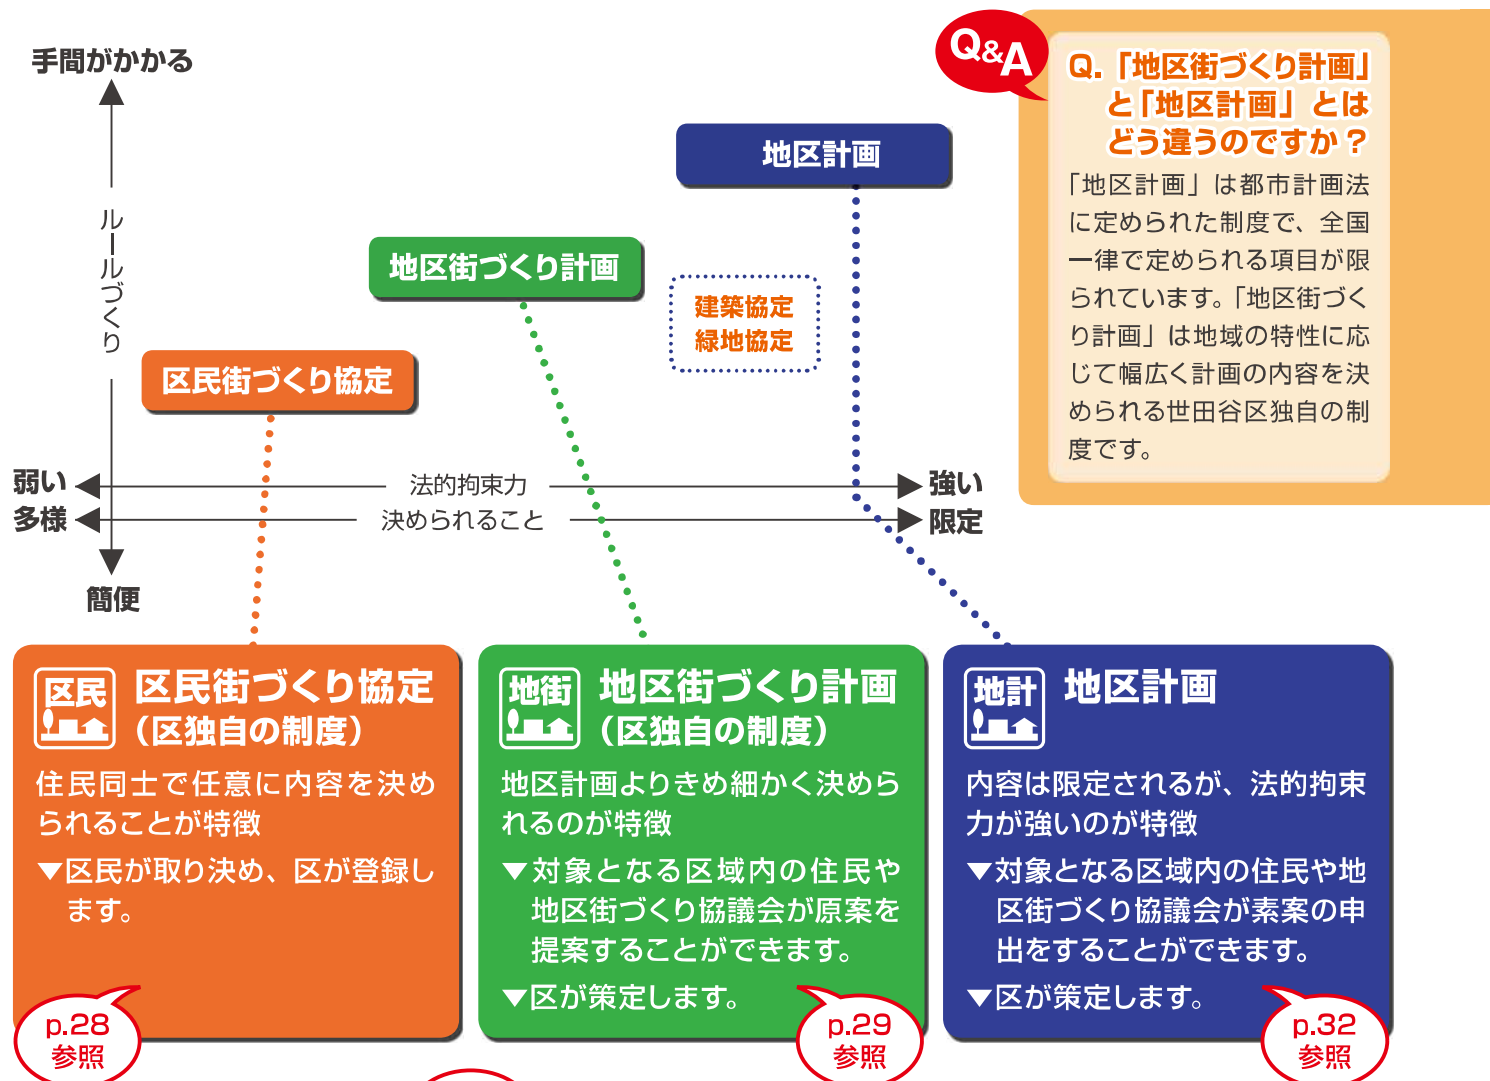 手間がかかる
ルールづくり
簡便
地区計画
地区街づくり計画
建築協定
緑地協定
区民街づくり協定
弱い
法的拘束力
強い
多様
決められること
限定
Q&A
Q.「地区街づくり計画」
と「地区計画」とは
どう違うのですか？
「地区計画」は都市計画法
に定められた制度で、全国
一律で定められる項目が限
られています。「地区街づく
り計画」は地域の特性に応
じて幅広く計画の内容を決
められる世田谷区独自の制
度です。
区民
区民街づくり協定
（区独自の制度）
住民同士で任意に内容を決め
られることが特徴
▼区民が取り決め、区が登録し
ます。
p.28
参照
地街
地区街づくり計画
（区独自の制度）
地区計画よりきめ細かく決めら
れるのが特徴
▼対象となる区域内の住民や
地区街づくり協議会が原案を
提案することができます。
▼区が策定します。
p.29
参照
地計
地区計画
内容は限定されるが、法的拘束
力が強いのが特徴
▼対象となる区域内の住民や地
区街づくり協議会が素案の申
出をすることができます。
▼区が策定します。
p.32
参照